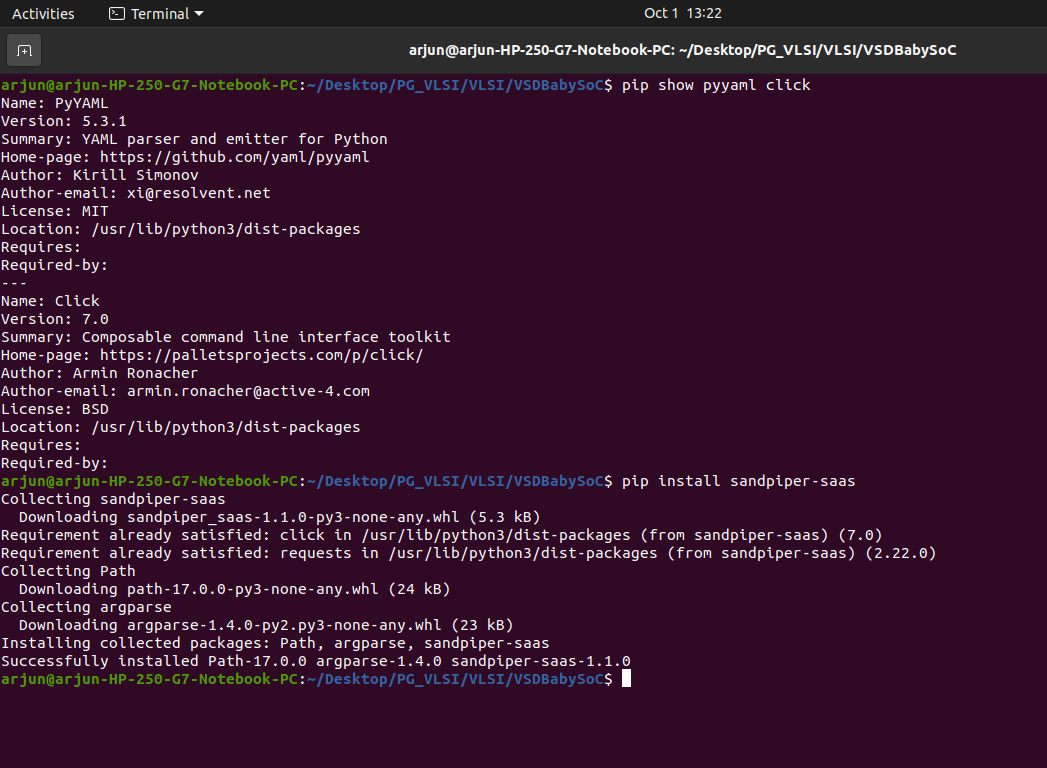 Activities
Terminal
Oct 1 13:22
arjun@arjun-HP-250-G7-Notebook-PC: ~/Desktop/PG_VLSI/VLSI/VSDBabySoC
arjun@arjun-HP-250-G7-Notebook-PC:~/Desktop/PG_VLSI/VLSI/VSDBabySoC$ pip show pyyaml click
Name: PyYAML
Version: 5.3.1
Summary: YAML parser and emitter for Python
Home-page: https://github.com/yaml/pyyaml
Author: Kirill Simonov
Author-email: xi@resolvent.net
License: MIT
Location: /usr/lib/python3/dist-packages
Requires:
Required-by:
---
Name: Click
Version: 7.0
Summary: Composable command line interface toolkit
Home-page: https://palletsprojects.com/p/click/
Author: Armin Ronacher
Author-email: armin.ronacher@active-4.com
License: BSD
Location: /usr/lib/python3/dist-packages
Requires:
Required-by:
arjun@arjun-HP-250-G7-Notebook-PC:~/Desktop/PG_VLSI/VLSI/VSDBabySoC$ pip install sandpiper-saas
Collecting sandpiper-saas
  Downloading sandpiper_saas-1.1.0-py3-none-any.whl (5.3 kB)
Requirement already satisfied: click in /usr/lib/python3/dist-packages (from sandpiper-saas) (7.0)
Requirement already satisfied: requests in /usr/lib/python3/dist-packages (from sandpiper-saas) (2.22.0)
Collecting Path
  Downloading path-17.0.0-py3-none-any.whl (24 kB)
Collecting argparse
  Downloading argparse-1.4.0-py2.py3-none-any.whl (23 kB)
Installing collected packages: Path, argparse, sandpiper-saas
Successfully installed Path-17.0.0 argparse-1.4.0 sandpiper-saas-1.1.0
arjun@arjun-HP-250-G7-Notebook-PC:~/Desktop/PG_VLSI/VLSI/VSDBabySoC$